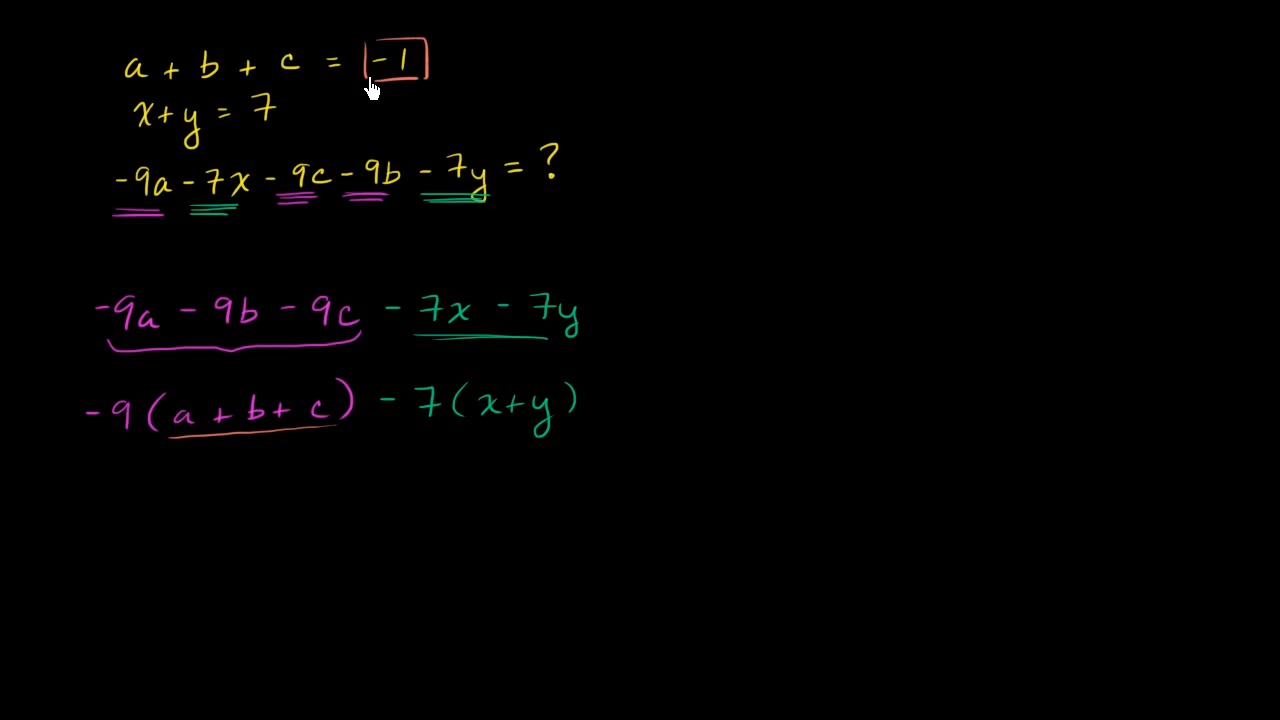 a + b + c = -1
x+y = 7
-9a - 7x - 9c - 9b - 7y = ?
-9a - 9b - 9c - 7x - 7y
-9(a + b + c) - 7(x+y)